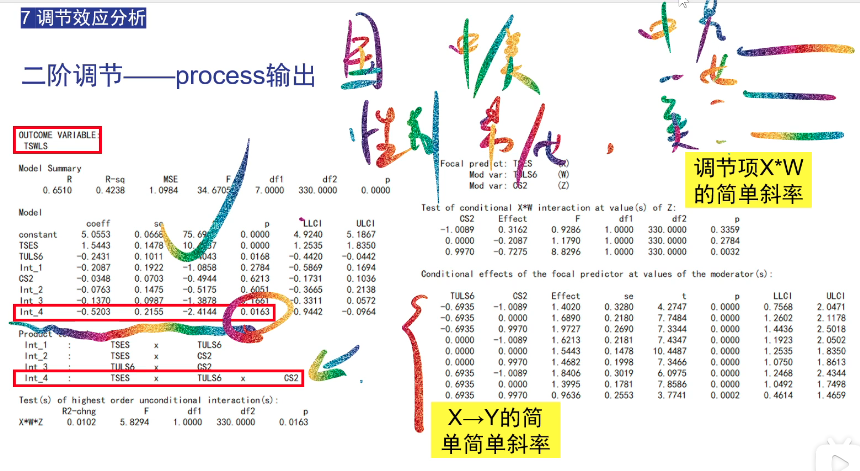 7 调节效应分析
二阶调节——process输出
国 中美
性别 韦/他，
中
他
美
OUTCOME VARIABLE:
TSWLS
Model Summary
R R-sq MSE F df1 df2 p
0.6510 0.4238 1.0984 34.6705 7.0000 330.0000 0.0000
Model
coeff se p LLCI ULCI
constant 5.0553 0.0668 0.0000 4.9240 5.1867
TSES 1.5443 0.1478 0.0000 1.2535 1.8350
TULS6 -0.2431 0.1011 0.0168 -0.4420 -0.0442
Int_1 -0.2087 0.1922 -1.0858 0.2784 -0.5869 0.1694
CS2 -0.0348 0.0703 -0.4944 0.6213 -0.1731 0.1036
Int_2 -0.0763 0.1475 -0.5175 0.6051 -0.3665 0.2138
Int_3 -0.1370 0.0987 -1.3878 .1661 -0.3311 0.0572
Int_4 -0.5203 0.2155 -2.4144 0.0163 -0.9442 -0.0964
Product
Int_1 : TSES x TULS6
Int_2 : TSES x CS2
Int_3 : TULS6 x CS2
Int_4 : TSES x TULS6 x CS2
Test(s) of highest order unconditional interaction(s):
R2-chng F df1 df2 p
X*W*Z 0.0102 5.8294 1.0000 330.0000 0.0163
Focal predict: TSES (X)
Mod var: TULS6 (W)
Mod var: CS2 (Z)
调节项X*W
的简单斜率
Test of conditional X*W interaction at value(s) of Z:
CS2 Effect F df1 df2 p
-1.0089 0.3162 0.9286 1.0000 330.0000 0.3359
0.0000 -0.2087 1.1790 1.0000 330.0000 0.2784
0.9970 -0.7275 8.8296 1.0000 330.0000 0.0032
Conditional effects of the focal predictor at values of the moderator(s):
TULS6 CS2 Effect se t p LLCI ULCI
-0.6935 -1.0089 1.4020 0.3280 4.2747 0.0000 0.7568 2.0471
-0.6935 0.0000 1.6890 0.2180 7.7484 0.0000 1.2602 2.1178
-0.6935 0.9970 1.9727 0.2690 7.3344 0.0000 1.4436 2.5018
0.0000 -1.0089 1.6213 0.2181 7.4347 0.0000 1.1923 2.0502
0.0000 0.0000 1.5443 0.1478 10.4487 0.0000 1.2535 1.8350
0.0000 0.9970 1.4682 0.1998 7.3466 0.0000 1.0750 1.8613
0.6935 -1.0089 1.8406 0.3019 6.0975 0.0000 1.2468 2.4344
0.6935 0.0000 1.3995 0.1781 7.8586 0.0000 1.0492 1.7498
0.6935 0.9970 0.9636 0.2553 3.7741 0.0002 0.4614 1.4659
X→Y的简
单简单斜率